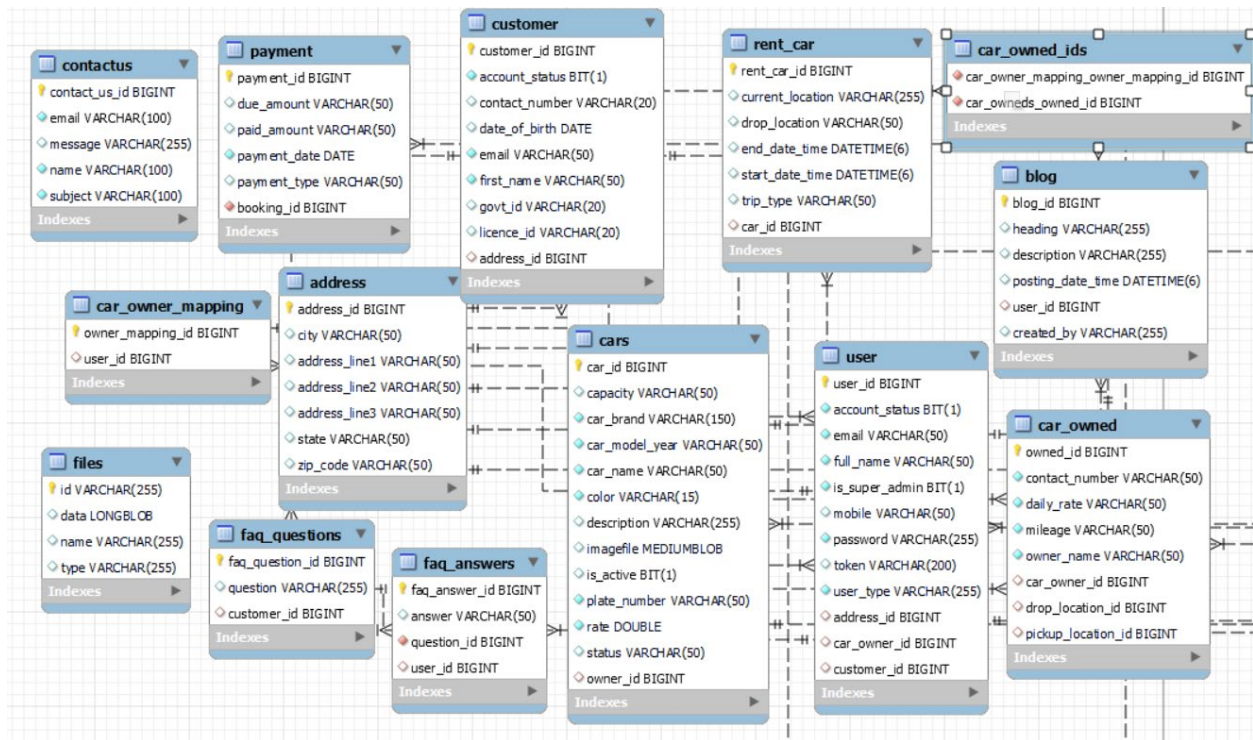 contactus
contact_us_id BIGINT
email VARCHAR(100)
message VARCHAR(255)
name VARCHAR(100)
subject VARCHAR(100)
Indexes
payment
payment_id BIGINT
due_amount VARCHAR(50)
paid_amount VARCHAR(50)
payment_date DATE
payment_type VARCHAR(50)
booking_id BIGINT
Indexes
customer
customer_id BIGINT
account_status BIT(1)
contact_number VARCHAR(20)
date_of_birth DATE
email VARCHAR(50)
first_name VARCHAR(50)
govt_id VARCHAR(20)
licence_id VARCHAR(20)
address_id BIGINT
Indexes
rent_car
rent_car_id BIGINT
current_location VARCHAR(255)
drop_location VARCHAR(50)
end_date_time DATETIME(6)
start_date_time DATETIME(6)
trip_type VARCHAR(50)
car_id BIGINT
Indexes
car_owned_ids
car_owner_mapping_owner_mapping_id BIGINT
car_owneds_owned_id BIGINT
Indexes
blog
blog_id BIGINT
heading VARCHAR(255)
description VARCHAR(255)
posting_date_time DATETIME(6)
user_id BIGINT
created_by VARCHAR(255)
Indexes
car_owner_mapping
owner_mapping_id BIGINT
user_id BIGINT
Indexes
address
address_id BIGINT
city VARCHAR(50)
address_line1 VARCHAR(50)
address_line2 VARCHAR(50)
address_line3 VARCHAR(50)
state VARCHAR(50)
zip_code VARCHAR(50)
Indexes
cars
car_id BIGINT
capacity VARCHAR(50)
car_brand VARCHAR(150)
car_model_year VARCHAR(50)
car_name VARCHAR(50)
color VARCHAR(15)
description VARCHAR(255)
imagefile MEDIUMBLOB
is_active BIT(1)
plate_number VARCHAR(50)
rate DOUBLE
status VARCHAR(50)
owner_id BIGINT
Indexes
user
user_id BIGINT
account_status BIT(1)
email VARCHAR(50)
full_name VARCHAR(50)
is_super_admin BIT(1)
mobile VARCHAR(50)
password VARCHAR(255)
token VARCHAR(200)
user_type VARCHAR(255)
address_id BIGINT
car_owner_id BIGINT
customer_id BIGINT
Indexes
car_owned
owned_id BIGINT
contact_number VARCHAR(50)
daily_rate VARCHAR(50)
mileage VARCHAR(50)
owner_name VARCHAR(50)
car_owner_id BIGINT
drop_location_id BIGINT
pickup_location_id BIGINT
Indexes
files
id VARCHAR(255)
data LONGBLOB
name VARCHAR(255)
type VARCHAR(255)
Indexes
faq_questions
faq_question_id BIGINT
question VARCHAR(255)
customer_id BIGINT
Indexes
faq_answers
faq_answer_id BIGINT
answer VARCHAR(50)
question_id BIGINT
user_id BIGINT
Indexes